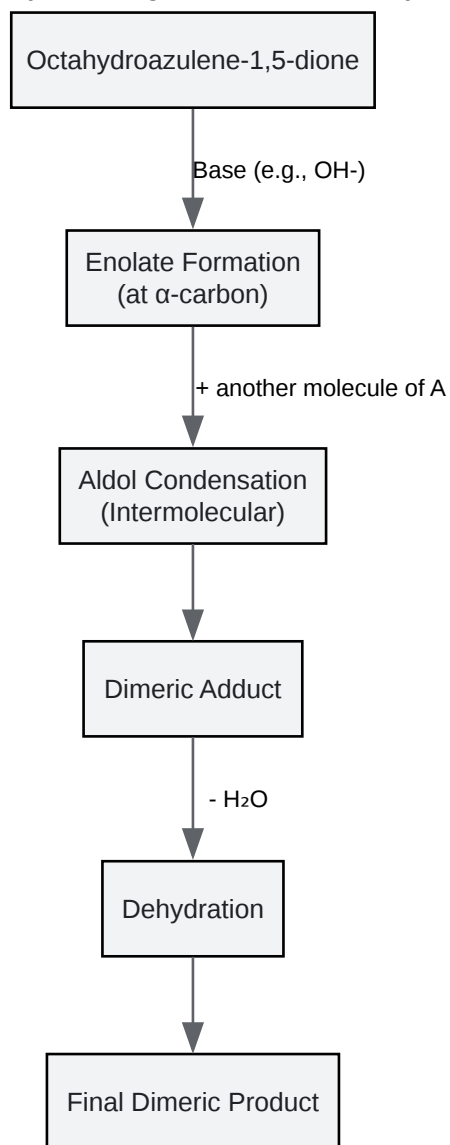 Octahydroazulene-1,5-dione
Base (e.g., OH-)
Enolate Formation
(at α-carbon)
+ another molecule of A
Aldol Condensation
(Intermolecular)
Dimeric Adduct
- H₂O
Dehydration
Final Dimeric Product